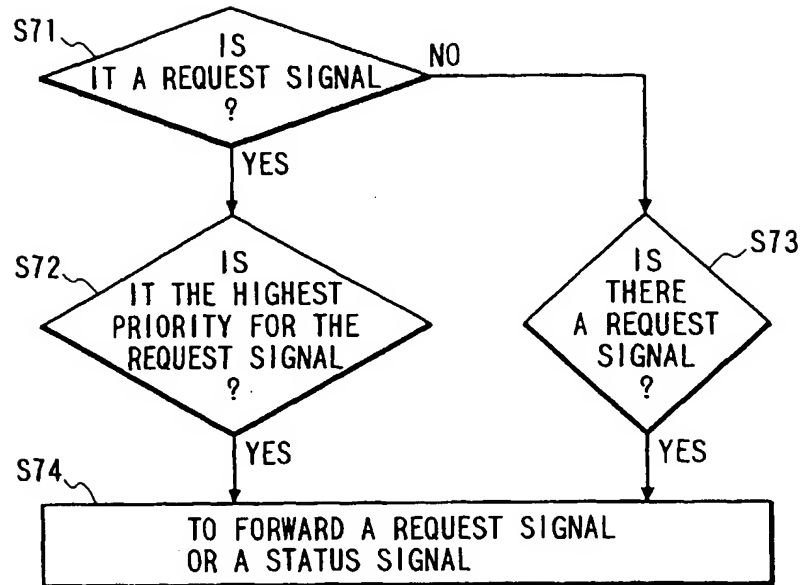 S71
IS
IT A REQUEST SIGNAL
?
NO
YES
S72
IS
IT THE HIGHEST
PRIORITY FOR THE
REQUEST SIGNAL
?
YES
S73
IS
THERE
A REQUEST
SIGNAL
?
YES
S74
TO FORWARD A REQUEST SIGNAL
OR A STATUS SIGNAL